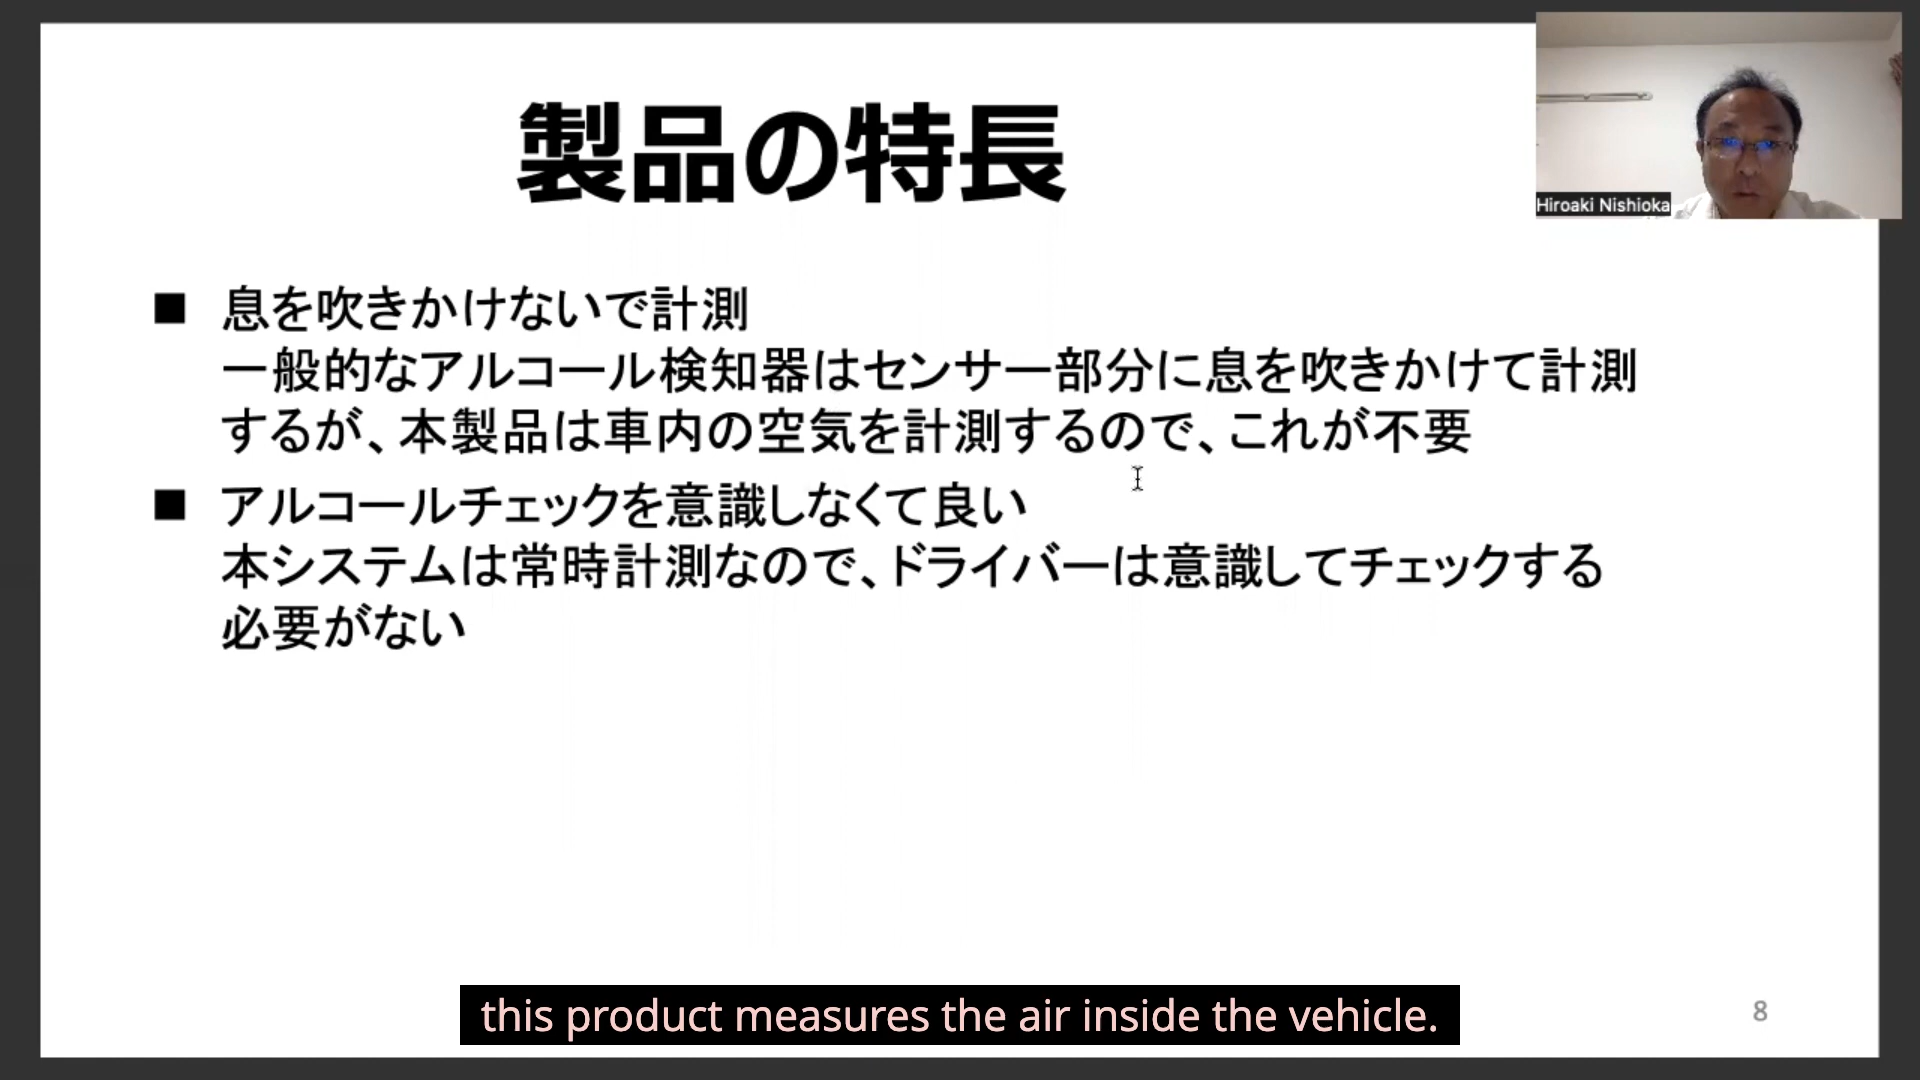 製品の特長
Hiroaki Nishioka
■ 息を吹きかけないで計測
一般的なアルコール検知器はセンサー部分に息を吹きかけて計測
するが、本製品は車内の空気を計測するので、これが不要
■ アルコールチェックを意識しなくて良い
本システムは常時計測なので、ドライバーは意識してチェックする
必要がない
this product measures the air inside the vehicle.
8